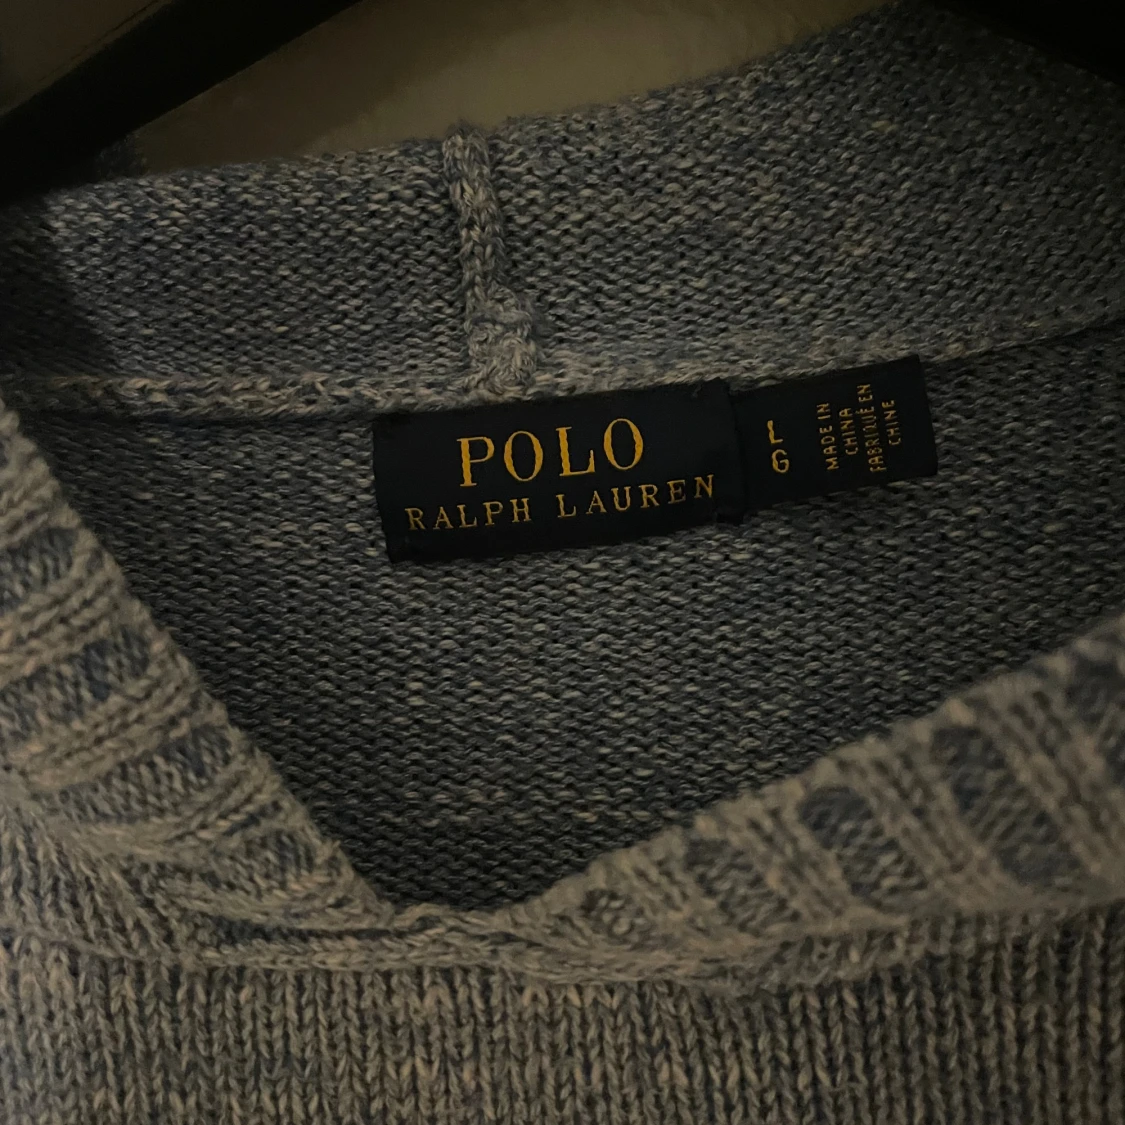 POLO
RALPH LAUREN
L
G
MADE IN
CHINA
FABRIQUÉ EN
CHINE